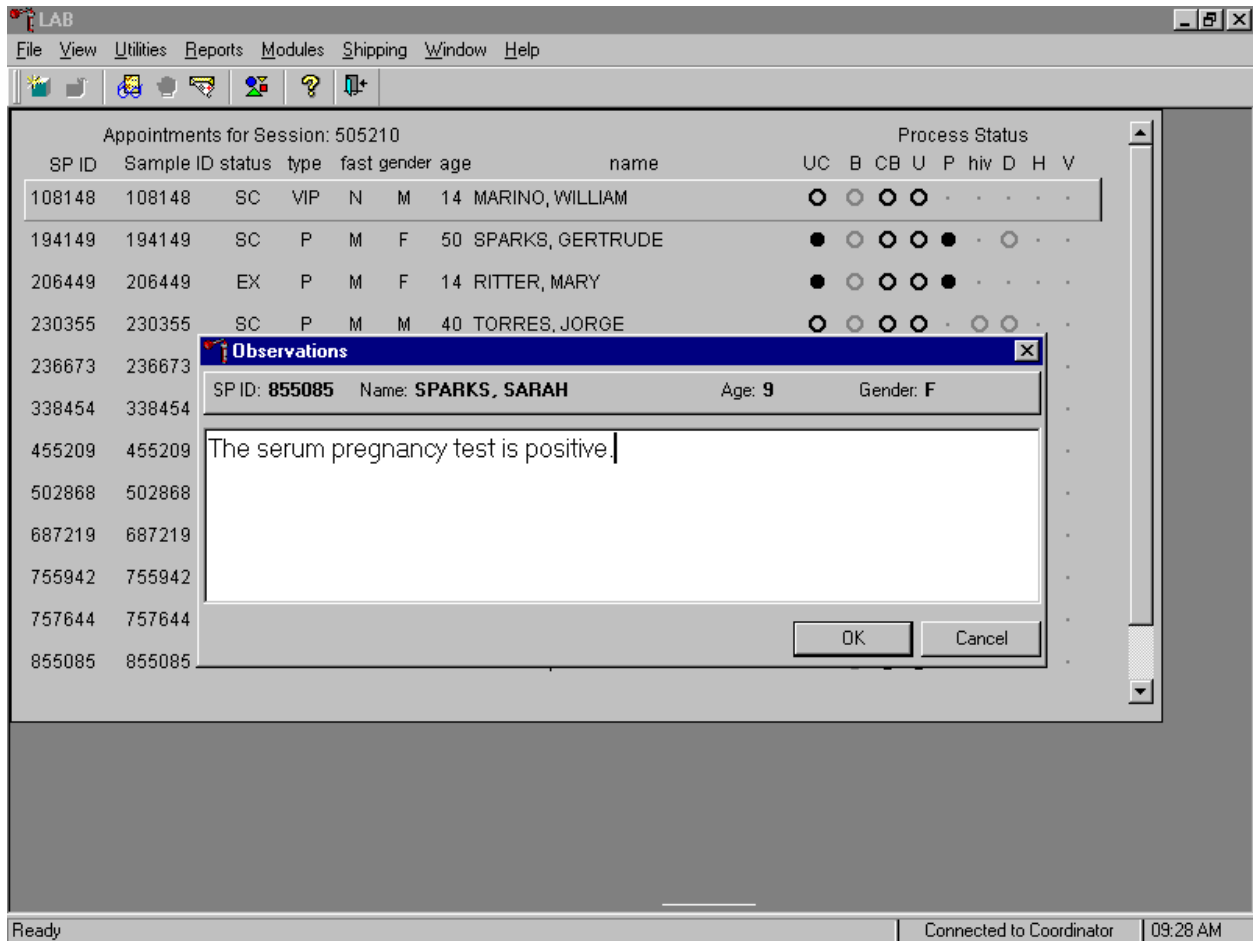 LAB
File View Utilities Reports Modules Shipping Window Help
Appointments for Session: 505210 Process Status
SP ID Sample ID status type fast gender age name UC B CB U P hiv D H V
108148 108148 SC VIP N M 14 MARINO, WILLIAM
194149 194149 SC P M F 50 SPARKS, GERTRUDE
206449 206449 EX P M F 14 RITTER, MARY
230355 230355 SC P M M 40 TORRES, JORGE
236673 236673
338454 338454
455209 455209
502868 502868
687219 687219
755942 755942
757644 757644
855085 855085
Observations
SP ID: 855085 Name: SPARKS, SARAH Age: 9 Gender: F
The serum pregnancy test is positive.
OK Cancel
Ready Connected to Coordinator 09:28 AM